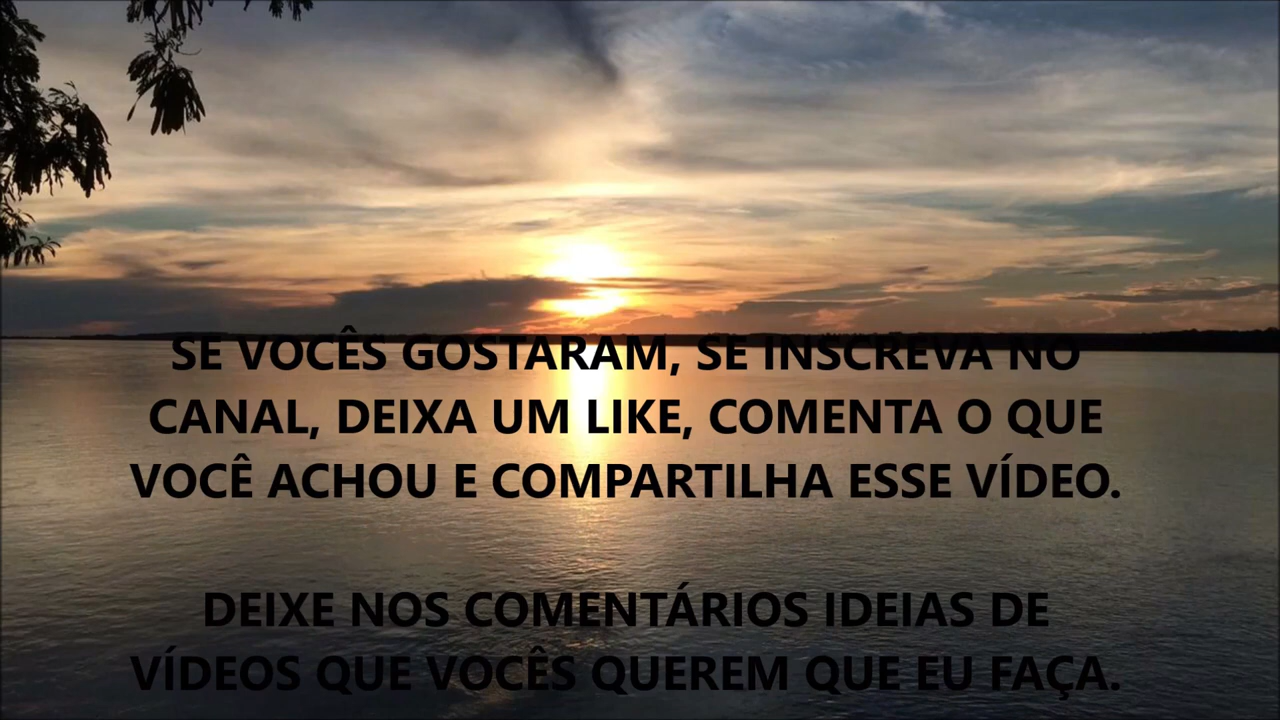 SE VOCÊS GOSTARAM, SE INSCREVA NO
CANAL, DEIXA UM LIKE, COMENTA O QUE
VOCÊ ACHOU E COMPARTILHA ESSE VÍDEO.
DEIXE NOS COMENTÁRIOS IDEIAS DE
VÍDEOS QUE VOCÊS QUEREM QUE EU FAÇA.